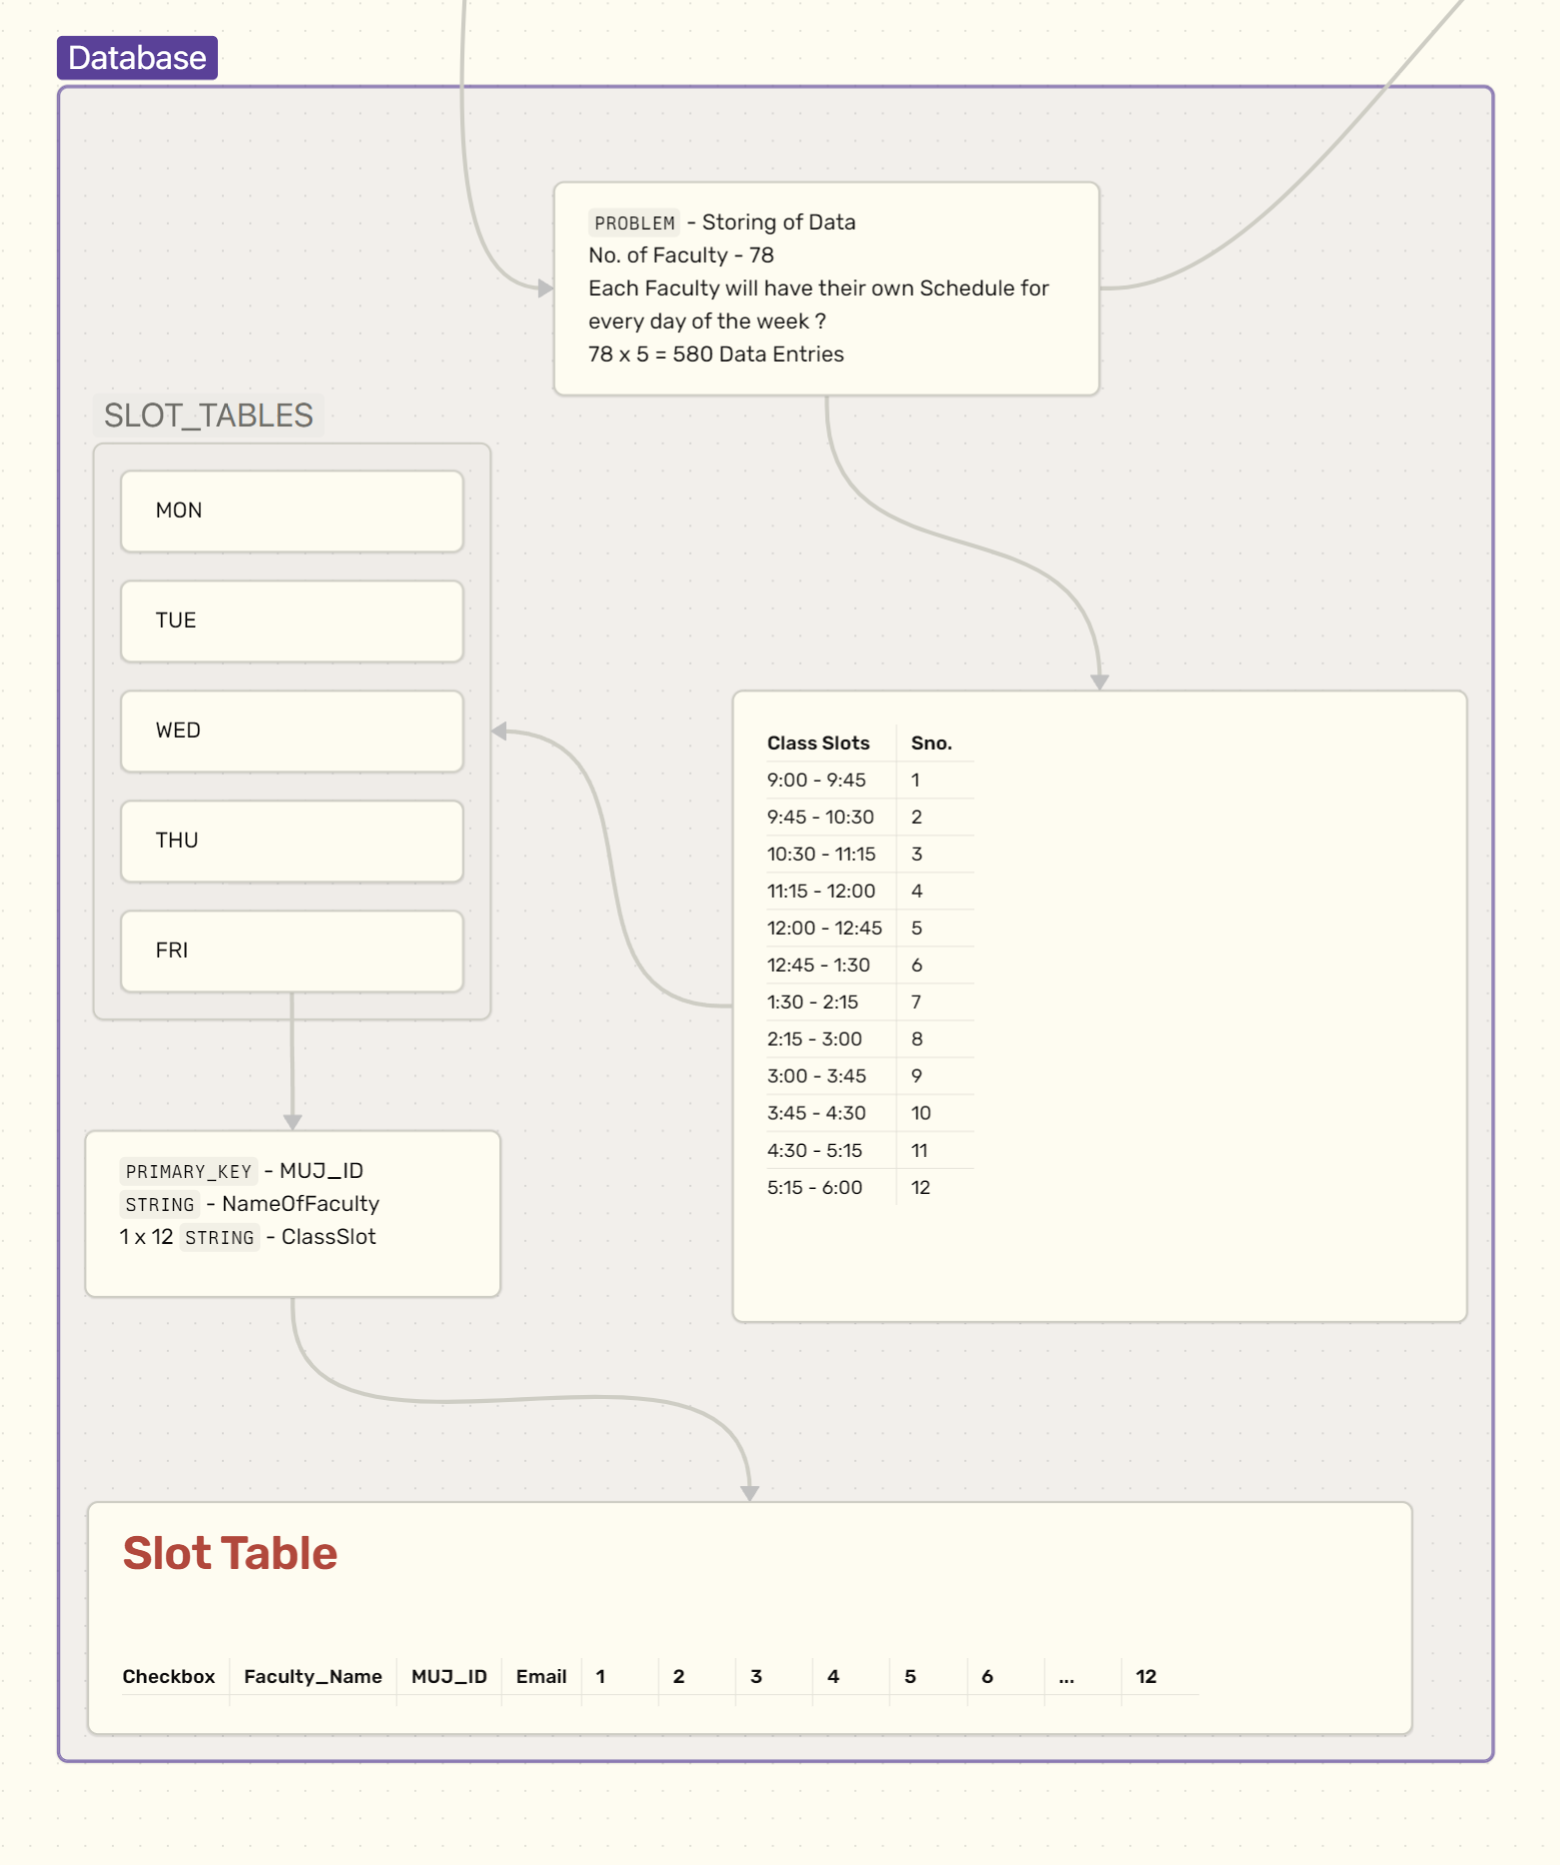 Database
PROBLEM - Storing of Data
No. of Faculty - 78
Each Faculty will have their own Schedule for
every day of the week ?
78 x 5 = 580 Data Entries
SLOT_TABLES
MON
TUE
WED
THU
FRI
Class Slots Sno.
9:00 - 9:45 1
9:45 - 10:30 2
10:30 - 11:15 3
11:15 - 12:00 4
12:00 - 12:45 5
12:45 - 1:30 6
1:30 - 2:15 7
2:15 - 3:00 8
3:00 - 3:45 9
3:45 - 4:30 10
4:30 - 5:15 11
5:15 - 6:00 12
PRIMARY_KEY - MUJ_ID
STRING - NameOfFaculty
1 x 12 STRING - ClassSlot
Slot Table
Checkbox Faculty_Name MUJ_ID Email 1 2 3 4 5 6 ... 12